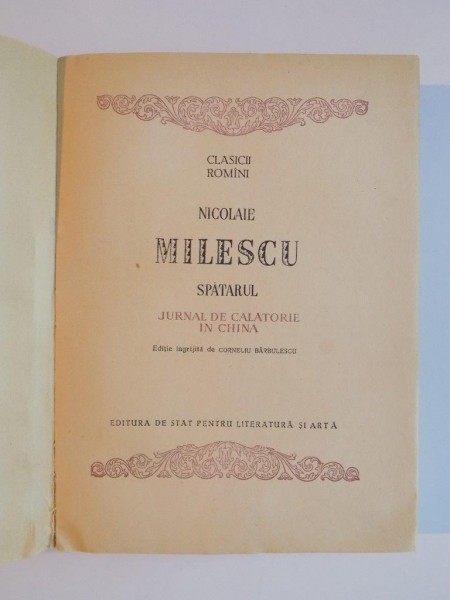 CLASICII
ROMÎNI
NICOLAIE
MILESCU
SPĂTARUL
JURNAL DE CALATORIE
IN CHINA
Ediție îngrijită de CORNELIU BĂRBULESCU
EDITURA DE STAT PENTRU LITERATURĂ ȘI ARTĂ